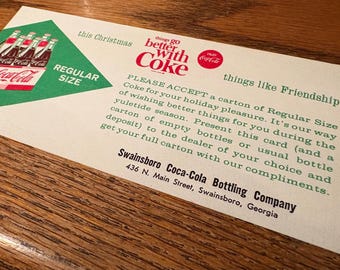 this Christmas
things go
better
with
Coke
Coca-Cola
things like Friendship
REGULAR
SIZE
Coca-Cola
PLEASE ACCEPT a carton of Regular Size
Coke for your holiday pleasure. It's our way
of wishing better things for you during the
yuletide season. Present this card (and a
carton of empty bottles or usual bottle
deposit) to the dealer of your choice and
get your full carton with our compliments.
Swainsboro Coca-Cola Bottling Company
436 N. Main Street, Swainsboro, Georgia